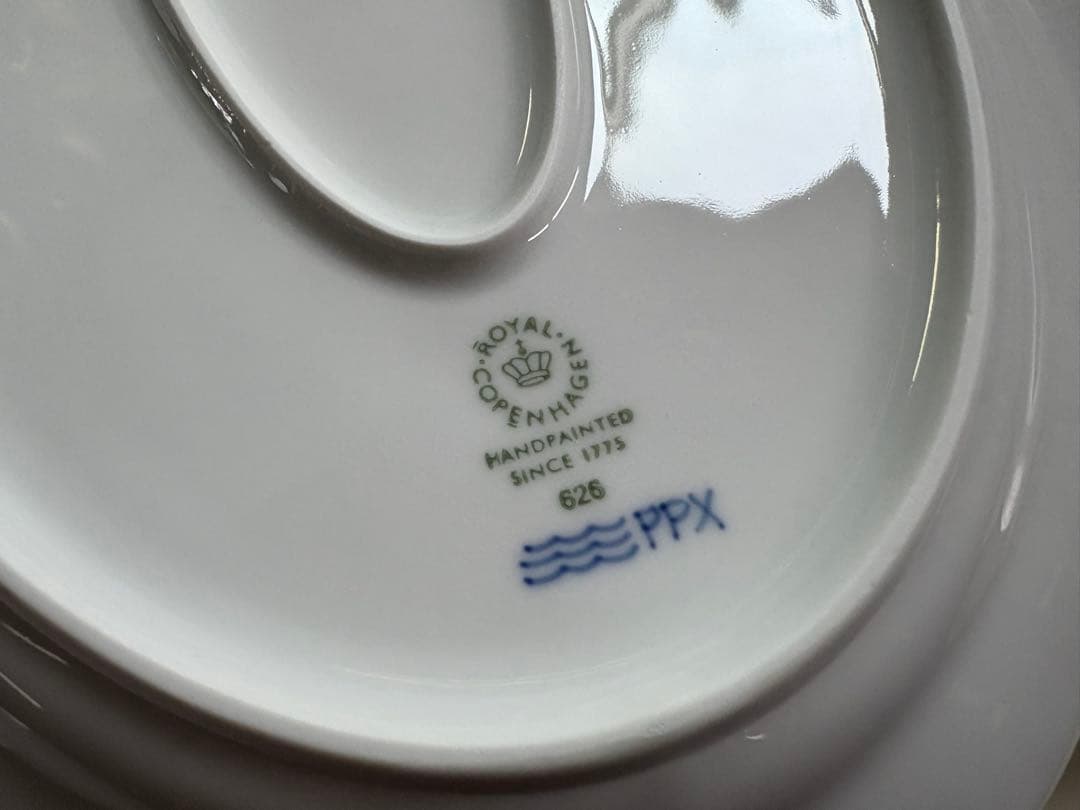 ROYAL · COPENHAGEN ·
HANDPAINTED
SINCE 1775
626
PPX